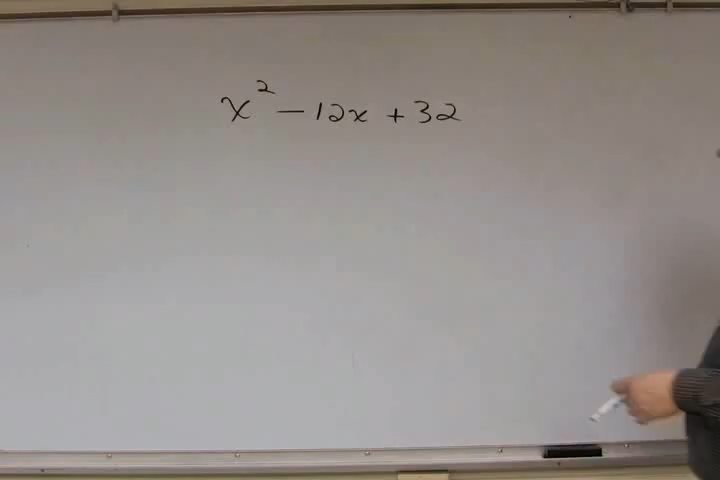 x² - 12x + 32